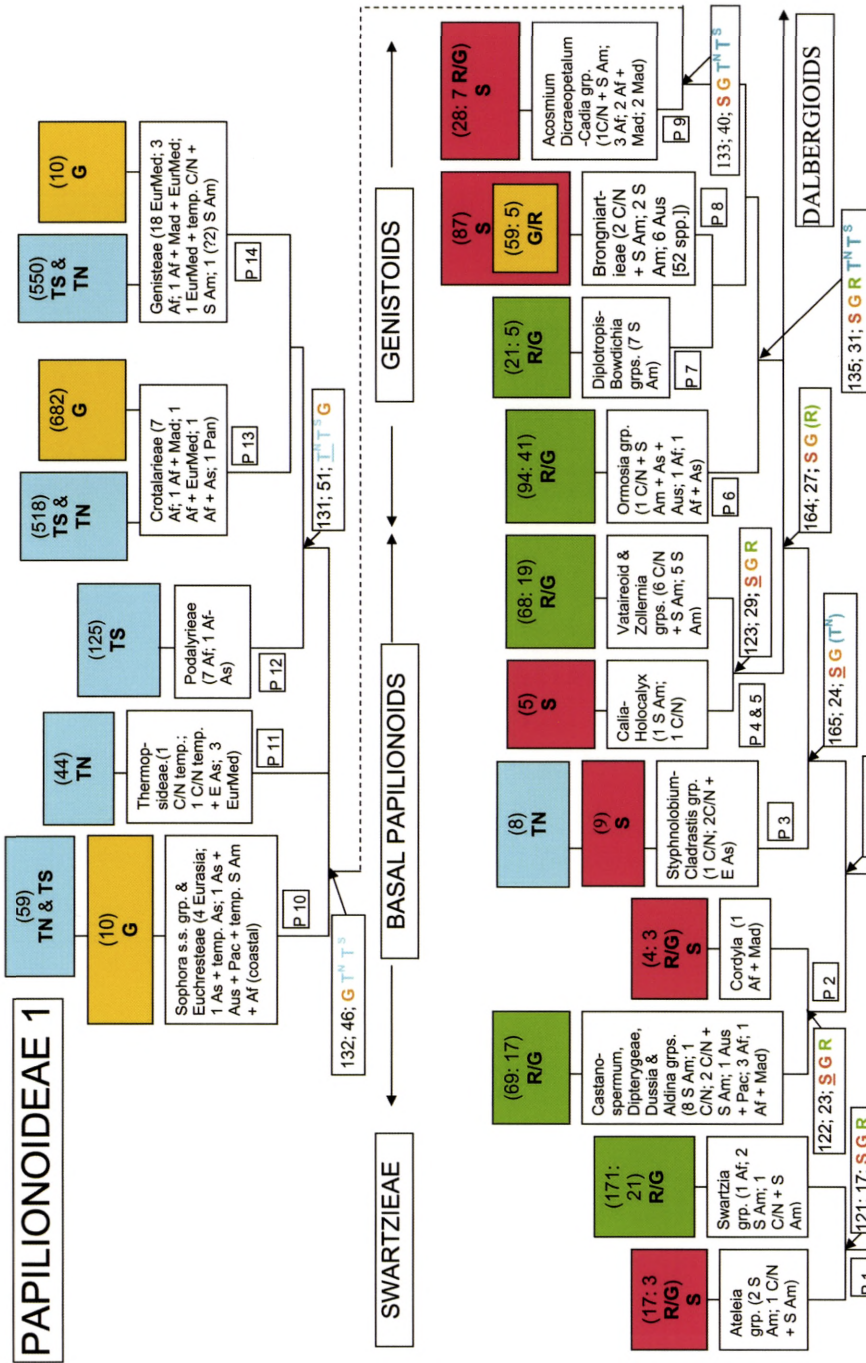 PAPILIONOIDEAE 1
(59)
TN & TS
(10)
G
Sophora s.s. grp. &
Euchresteae (4 Eurasia;
1 As + temp. As; 1 As +
Aus + Pac + temp. S Am
+ Af (coastal)
P 10
(44)
TN
Thermop-
sideae.(1
C/N temp.;
1 C/N temp.
+ E As; 3
EurMed)
P 11
(125)
TS
Podalyrieae
(7 Af; 1 Af-
As)
P 12
(518)
TS &
TN
(682)
G
Crotalarieae (7
Af; 1 Af + Mad; 1
Af + EurMed; 1
Af + As; 1 Pan)
P 13
(550)
TS &
TN
(10)
G
Genisteae (18 EurMed; 3
Af; 1 Af + Mad + EurMed;
1 EurMed + temp. C/N +
S Am; 1 (?2) S Am)
P 14
132; 46; G T^N T^S
131; 51; T^N T^S G
SWARTZIEAE
BASAL PAPILIONOIDS
GENISTOIDS
(17: 3
R/G)
S
Ateleia
grp. (2 S
Am; 1 C/N
+ S Am)
(171:
21)
R/G
Swartzia
grp. (1 Af; 2
S Am; 1
C/N + S
Am)
(69: 17)
R/G
Castano-
spermum,
Dipterygeae,
Dussia &
Aldina grps.
(8 S Am; 1
C/N; 2 C/N +
S Am; 1 Aus
+ Pac; 3 Af; 1
Af + Mad)
(4: 3
R/G)
S
Cordyla (1
Af + Mad)
P 2
(8)
TN
(9)
S
Styphnolobium-
Cladrastis grp.
(1 C/N; 2C/N +
E As)
P 3
(5)
S
Calia-
Holocalyx
(1 S Am;
1 C/N)
P 4 & 5
(68: 19)
R/G
Vataireoid &
Zollernia
grps. (6 C/N
+ S Am; 5 S
Am)
(94: 41)
R/G
Ormosia grp.
(1 C/N + S
Am + As +
Aus; 1 Af; 1
Af + As)
P 6
(21: 5)
R/G
Diplotropis-
Bowdichia
grps. (7 S
Am)
P 7
(87)
S
(59: 5)
G/R
Brongniart-
ieae (2 C/N
+ S Am; 2 S
Am; 6 Aus
[52 spp.])
P 8
(28: 7 R/G)
S
Acosmium
Dicraeopetalum
-Cadia grp.
(1C/N + S Am;
3 Af; 2 Af +
Mad; 2 Mad)
P 9
121; 17; S G R
122; 23; S G R
165; 24; S G (T^N)
123; 29; S G R
164; 27; S G (R)
135; 31; S G R T^N T^S
133; 40; S G T^N T^S
DALBERGIOIDS